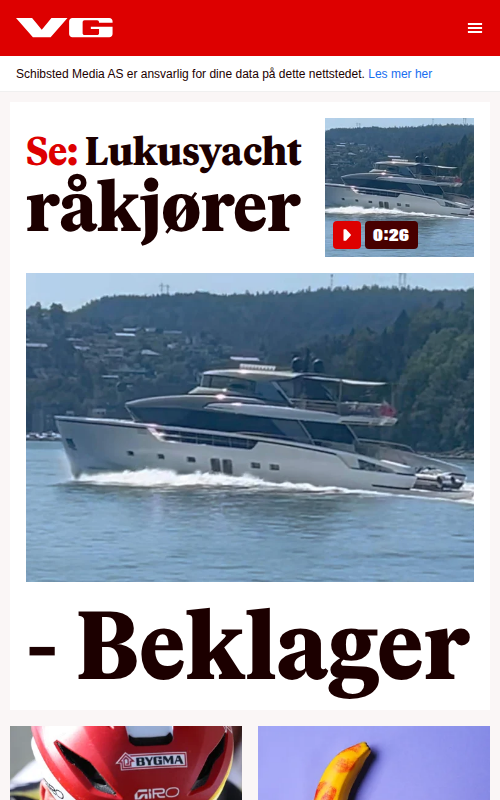 VG
Schibsted Media AS er ansvarlig for dine data på dette nettstedet. Les mer her
Se: Lukusyacht
råkjører
0:26
- Beklager
BYGMA
GIRO